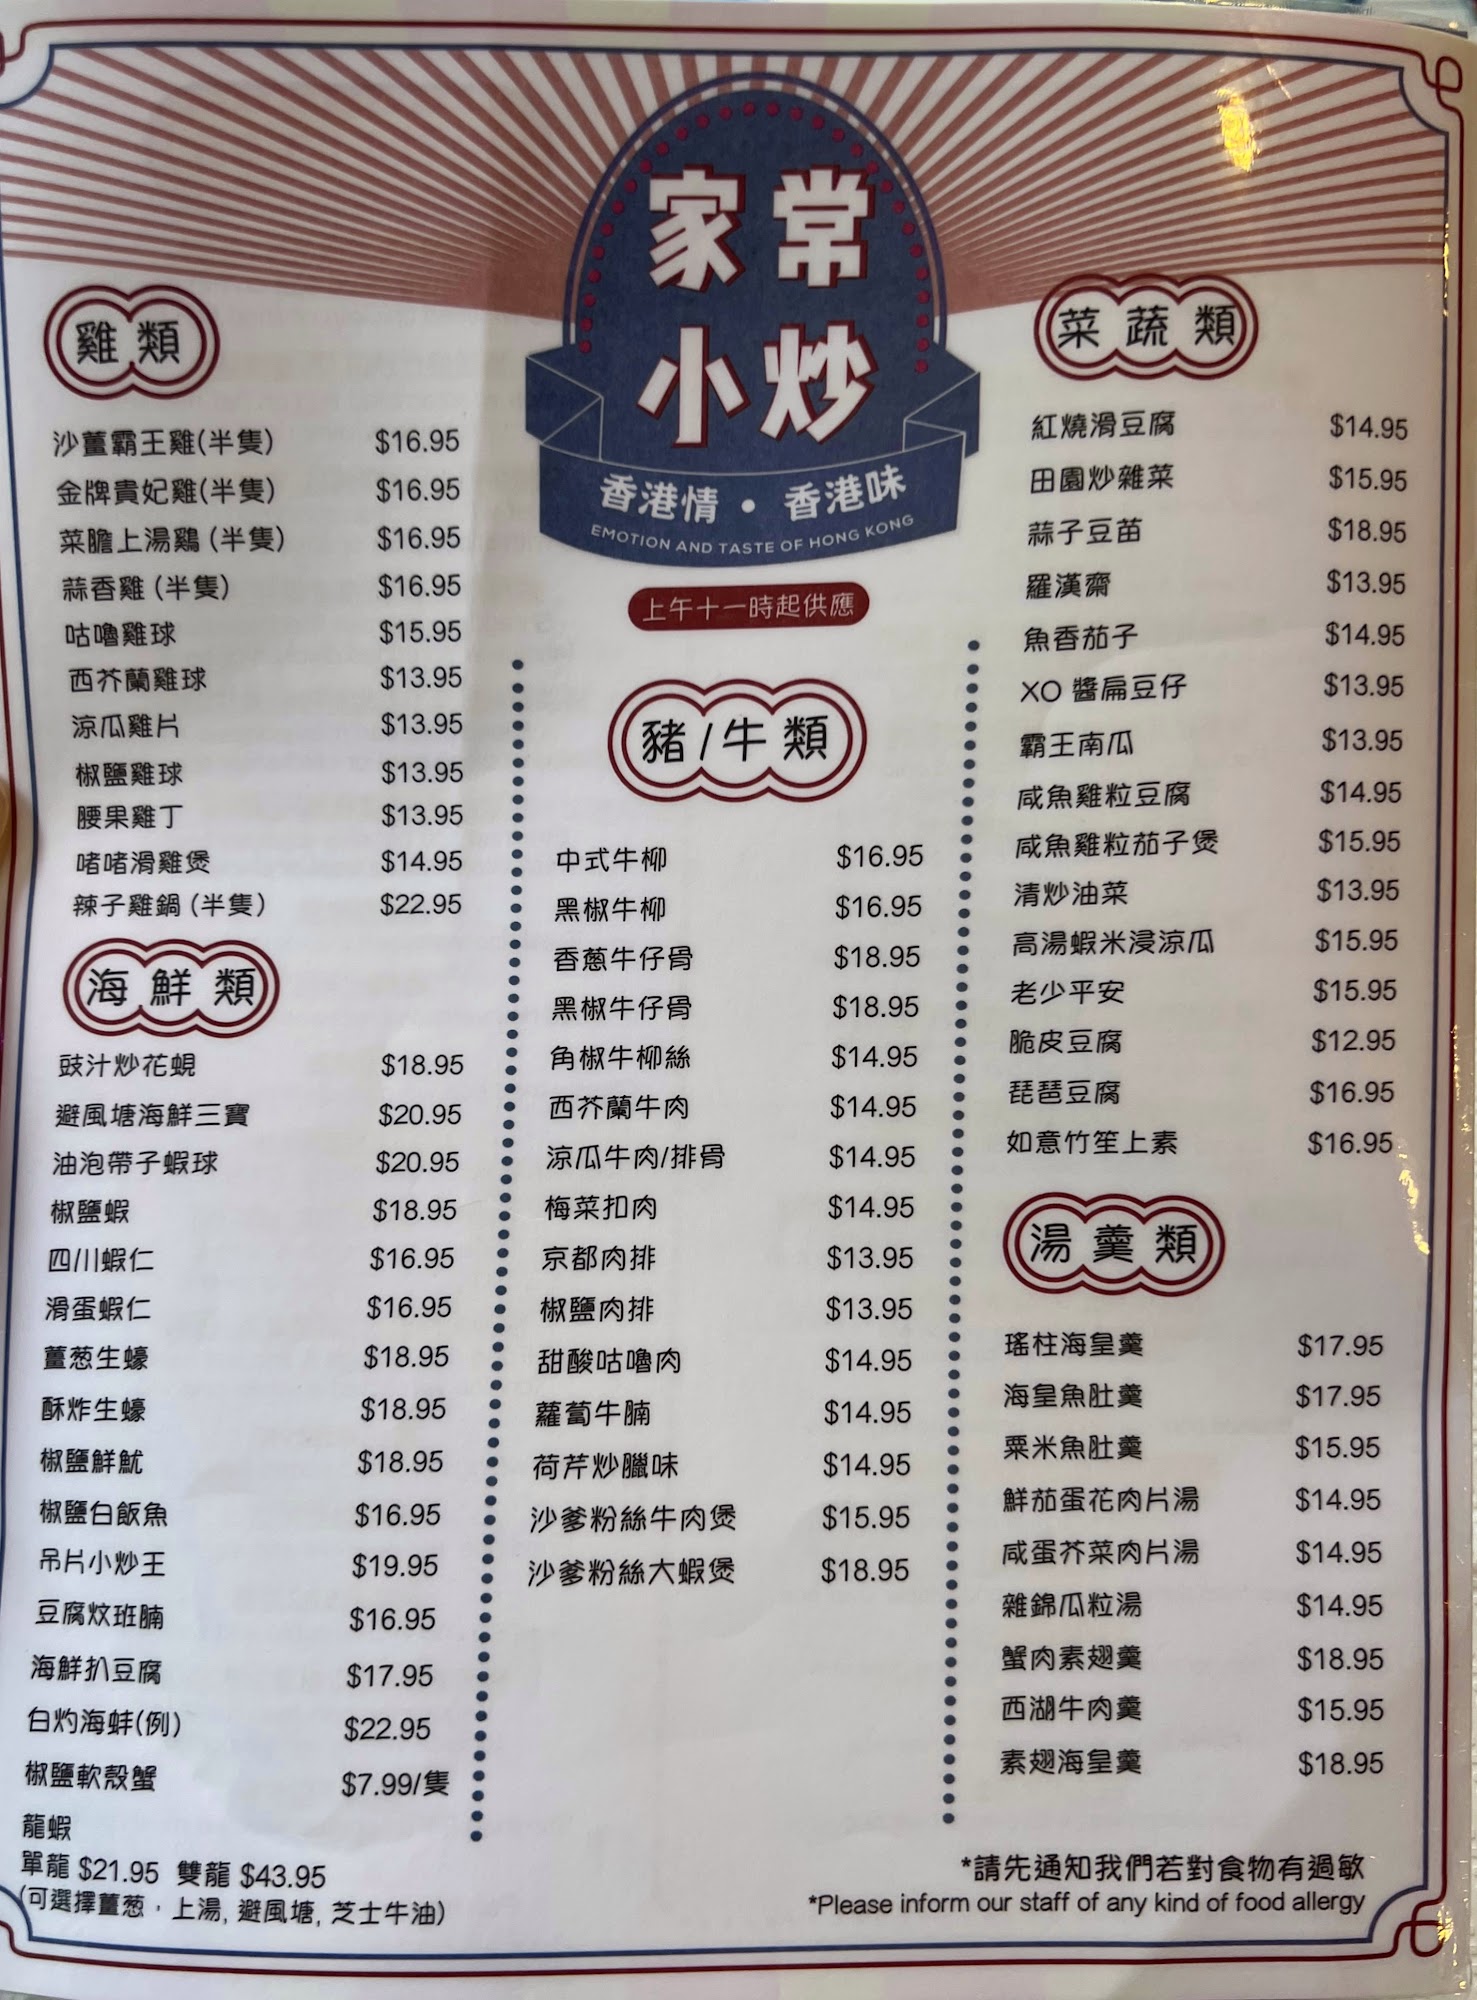 家常
小炒
香港情 • 香港味
EMOTION AND TASTE OF HONG KONG
上午十一時起供應
雞類
沙薑霸王雞(半隻) $16.95
金牌貴妃雞(半隻) $16.95
菜膽上湯鷄 (半隻) $16.95
蒜香雞 (半隻) $16.95
咕嚕雞球 $15.95
西芥蘭雞球 $13.95
涼瓜雞片 $13.95
椒鹽雞球 $13.95
腰果雞丁 $13.95
啫啫滑雞煲 $14.95
辣子雞鍋 (半隻) $22.95
海鮮類
豉汁炒花蜆 $18.95
避風塘海鮮三寶 $20.95
油泡帶子蝦球 $20.95
椒鹽蝦 $18.95
四川蝦仁 $16.95
滑蛋蝦仁 $16.95
薑葱生蠔 $18.95
酥炸生蠔 $18.95
椒鹽鮮魷 $18.95
椒鹽白飯魚 $16.95
吊片小炒王 $19.95
豆腐炆班腩 $16.95
海鮮扒豆腐 $17.95
白灼海蚌(例) $22.95
椒鹽軟殼蟹 $7.99/隻
龍蝦
單龍 $21.95 雙龍 $43.95
(可選擇薑葱，上湯, 避風塘, 芝士牛油)
豬/牛類
中式牛柳 $16.95
黑椒牛柳 $16.95
香蔥牛仔骨 $18.95
黑椒牛仔骨 $18.95
角椒牛柳絲 $14.95
西芥蘭牛肉 $14.95
涼瓜牛肉/排骨 $14.95
梅菜扣肉 $14.95
京都肉排 $13.95
椒鹽肉排 $13.95
甜酸咕嚕肉 $14.95
蘿蔔牛腩 $14.95
荷芹炒臘味 $14.95
沙爹粉絲牛肉煲 $15.95
沙爹粉絲大蝦煲 $18.95
菜蔬類
紅燒滑豆腐 $14.95
田園炒雜菜 $15.95
蒜子豆苗 $18.95
羅漢齋 $13.95
魚香茄子 $14.95
XO 醬扁豆仔 $13.95
霸王南瓜 $13.95
咸魚雞粒豆腐 $14.95
咸魚雞粒茄子煲 $15.95
清炒油菜 $13.95
高湯蝦米浸涼瓜 $15.95
老少平安 $15.95
脆皮豆腐 $12.95
琵琶豆腐 $16.95
如意竹笙上素 $16.95
湯羹類
瑤柱海皇羹 $17.95
海皇魚肚羹 $17.95
粟米魚肚羹 $15.95
鮮茄蛋花肉片湯 $14.95
咸蛋芥菜肉片湯 $14.95
雜錦瓜粒湯 $14.95
蟹肉素翅羹 $18.95
西湖牛肉羹 $15.95
素翅海皇羹 $18.95
*請先通知我們若對食物有過敏
*Please inform our staff of any kind of food allergy